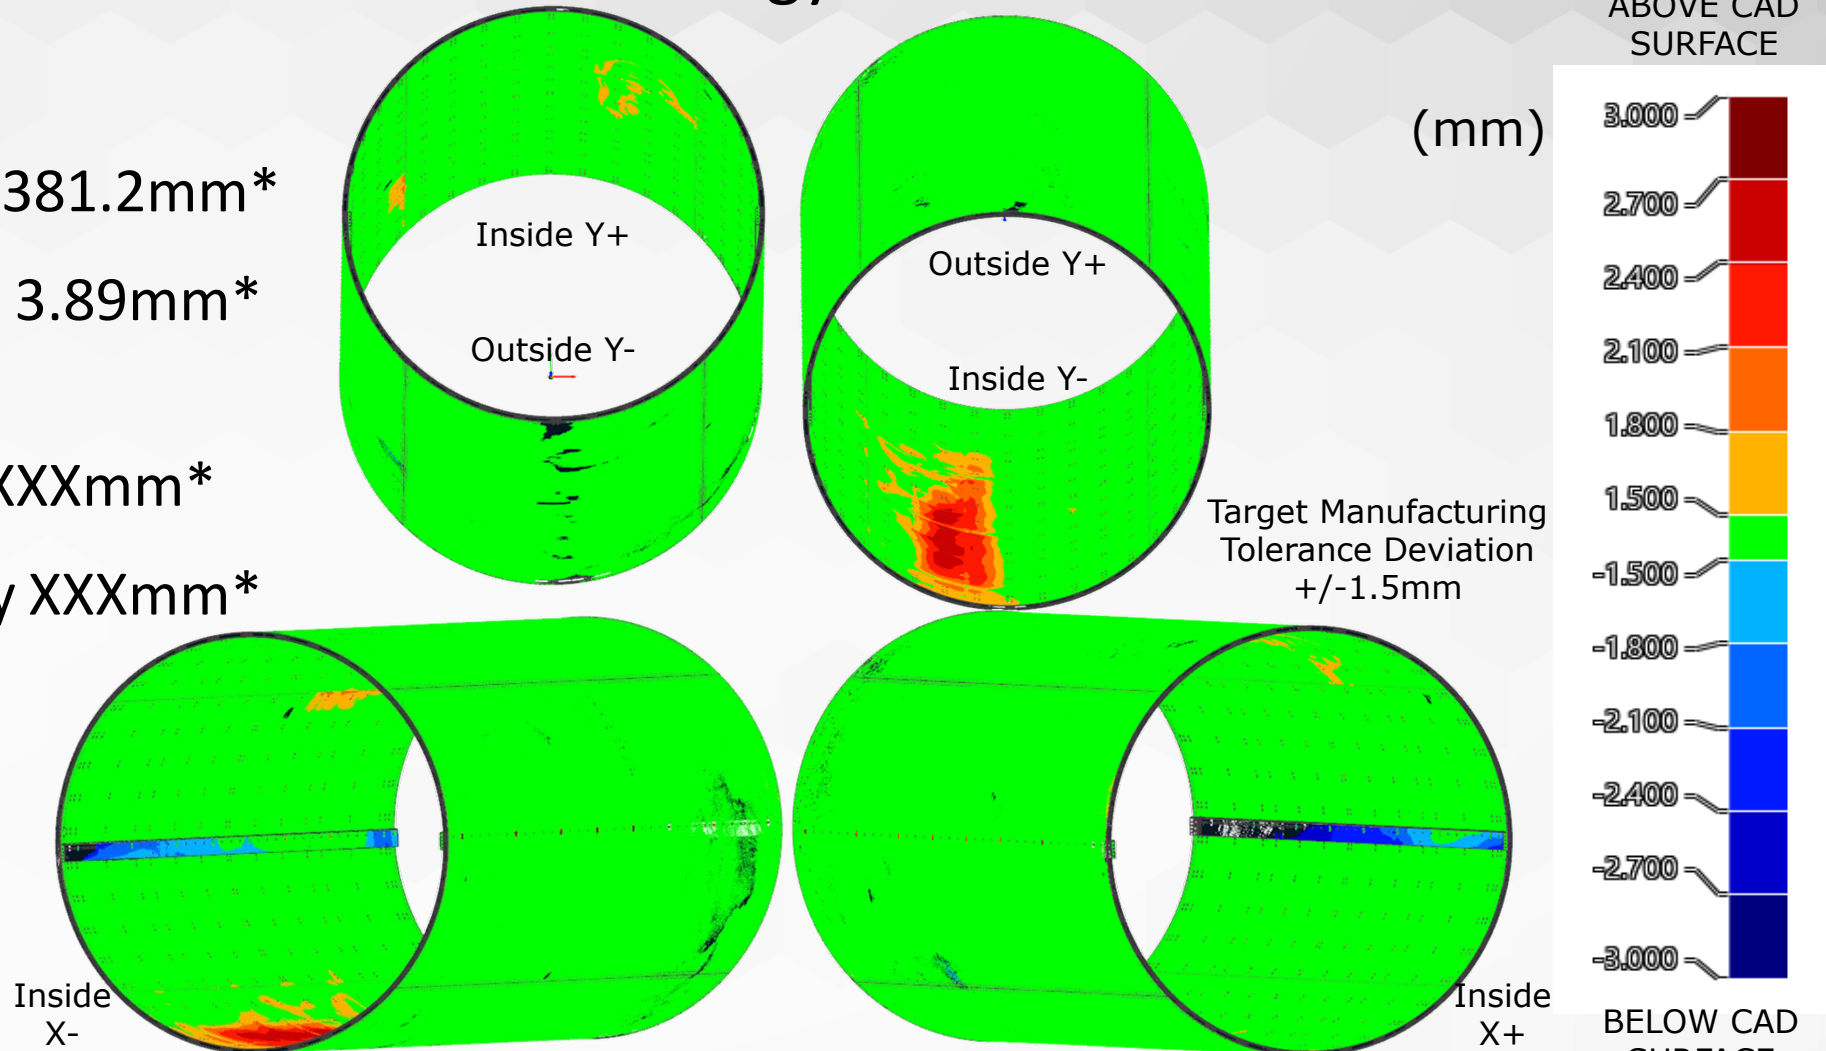 ABOVE CAD
SURFACE
(mm)
381.2mm*
3.89mm*
XXXmm*
XXXmm*
Inside Y+
Outside Y-
Outside Y+
Inside Y-
Target Manufacturing
Tolerance Deviation
+/-1.5mm
Inside
X-
Inside
X+
3.000
2.700
2.400
2.100
1.800
1.500
-1.500
-1.800
-2.100
-2.400
-2.700
-3.000
BELOW CAD
SURFACE